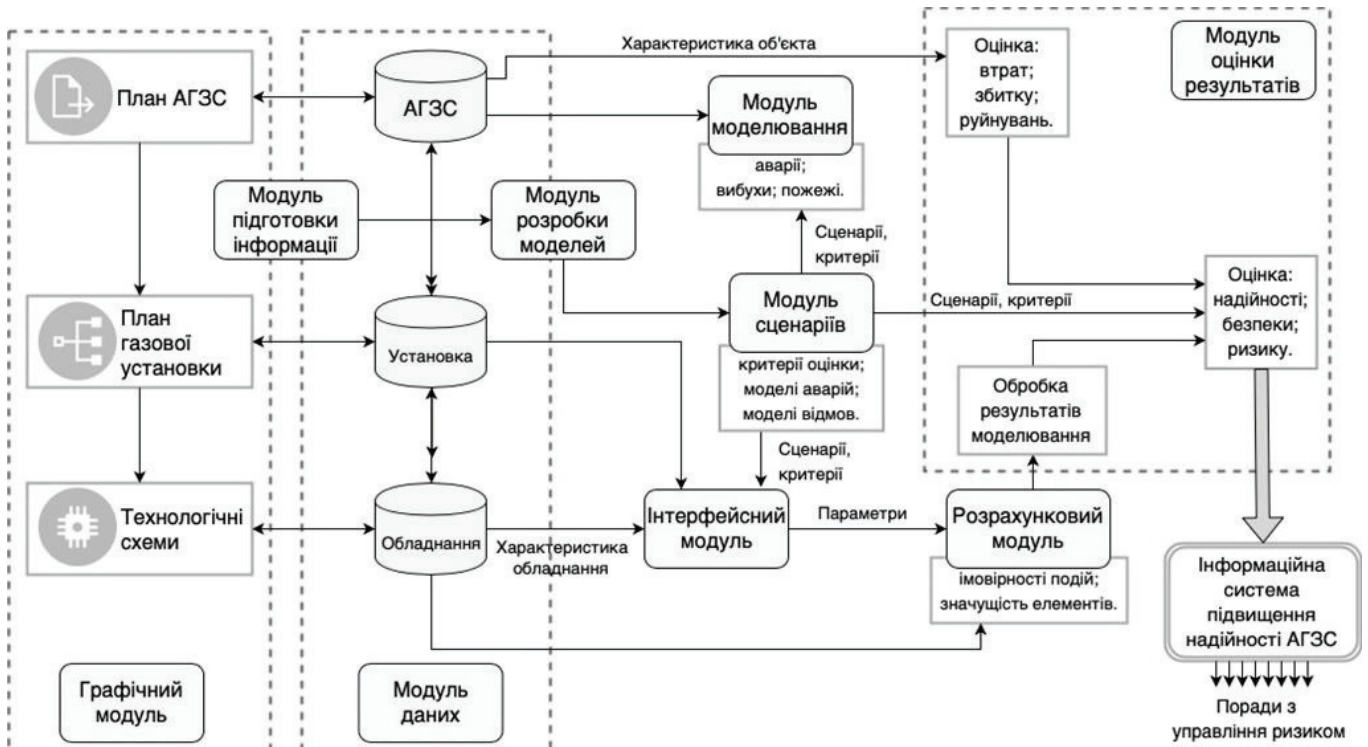 План АГЗС
АГЗС
Характеристика об'єкта
Оцінка:
втрат;
збитку;
руйнувань.
Модуль
оцінки
результатів
Модуль
моделювання
аварії;
вибухи; пожежі.
Модуль
підготовки
інформації
Модуль
розробки
моделей
Сценарії,
критерії
План
газової
установки
Установка
Модуль
сценаріїв
критерії оцінки;
моделі аварій;
моделі відмов.
Сценарії, критерії
Оцінка:
надійності;
безпеки;
ризику.
Обробка
результатів
моделювання
Сценарії,
критерії
Технологічні
схеми
Обладнання
Характеристика
обладнання
Інтерфейсний
модуль
Параметри
Розрахунковий
модуль
імовірності подій;
значущість елементів.
Інформаційна
система
підвищення
надійності АГЗС
Графічний
модуль
Модуль
даних
Поради з
управління ризиком